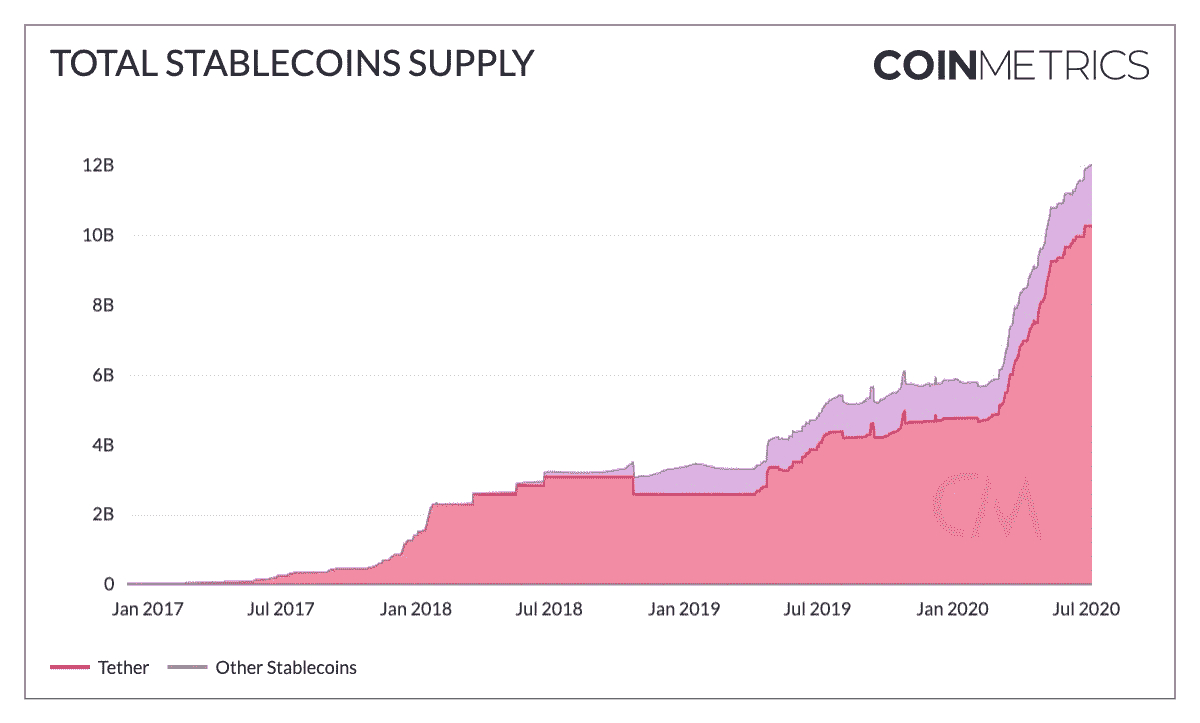 TOTAL STABLECOINS SUPPLY
COINMETRICS
12B
10B
8B
6B
4B
2B
0
Jan 2017 Jul 2017 Jan 2018 Jul 2018 Jan 2019 Jul 2019 Jan 2020 Jul 2020
CM
Tether Other Stablecoins